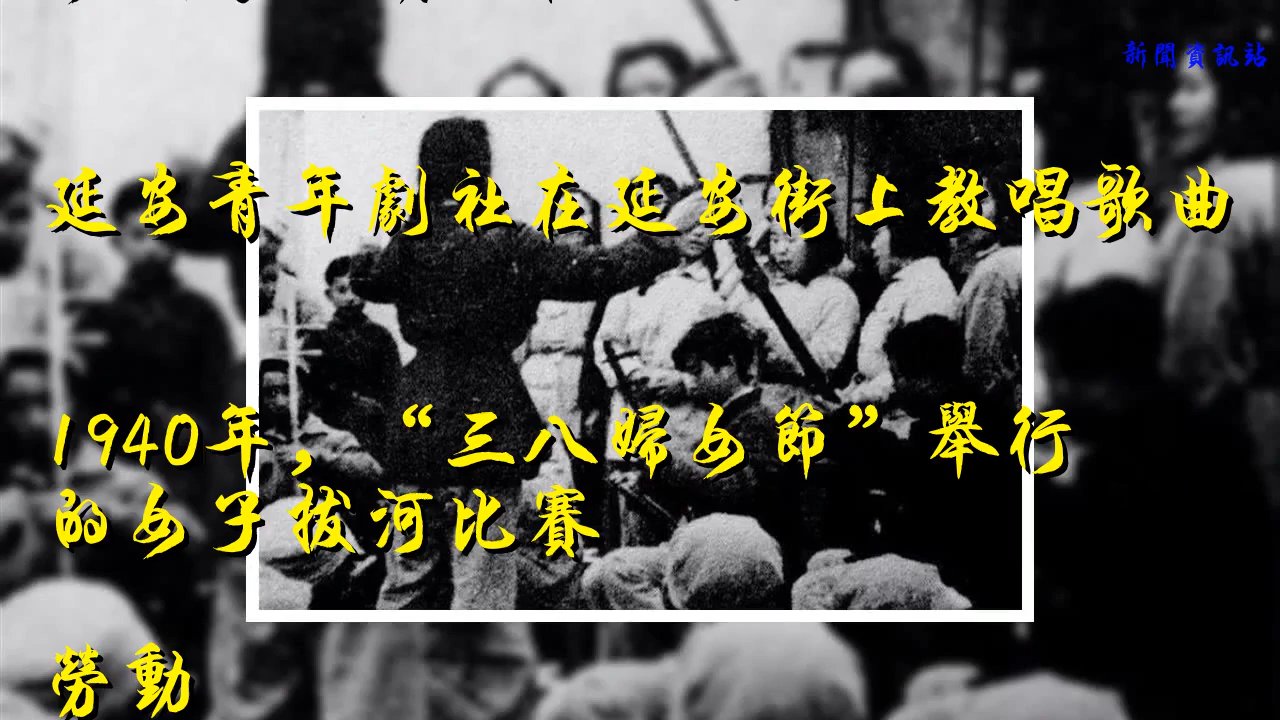 新聞資訊站
延安青年劇社在延安街上教唱歌曲
1940年，“三八婦女節”舉行
的女子拔河比賽
勞動